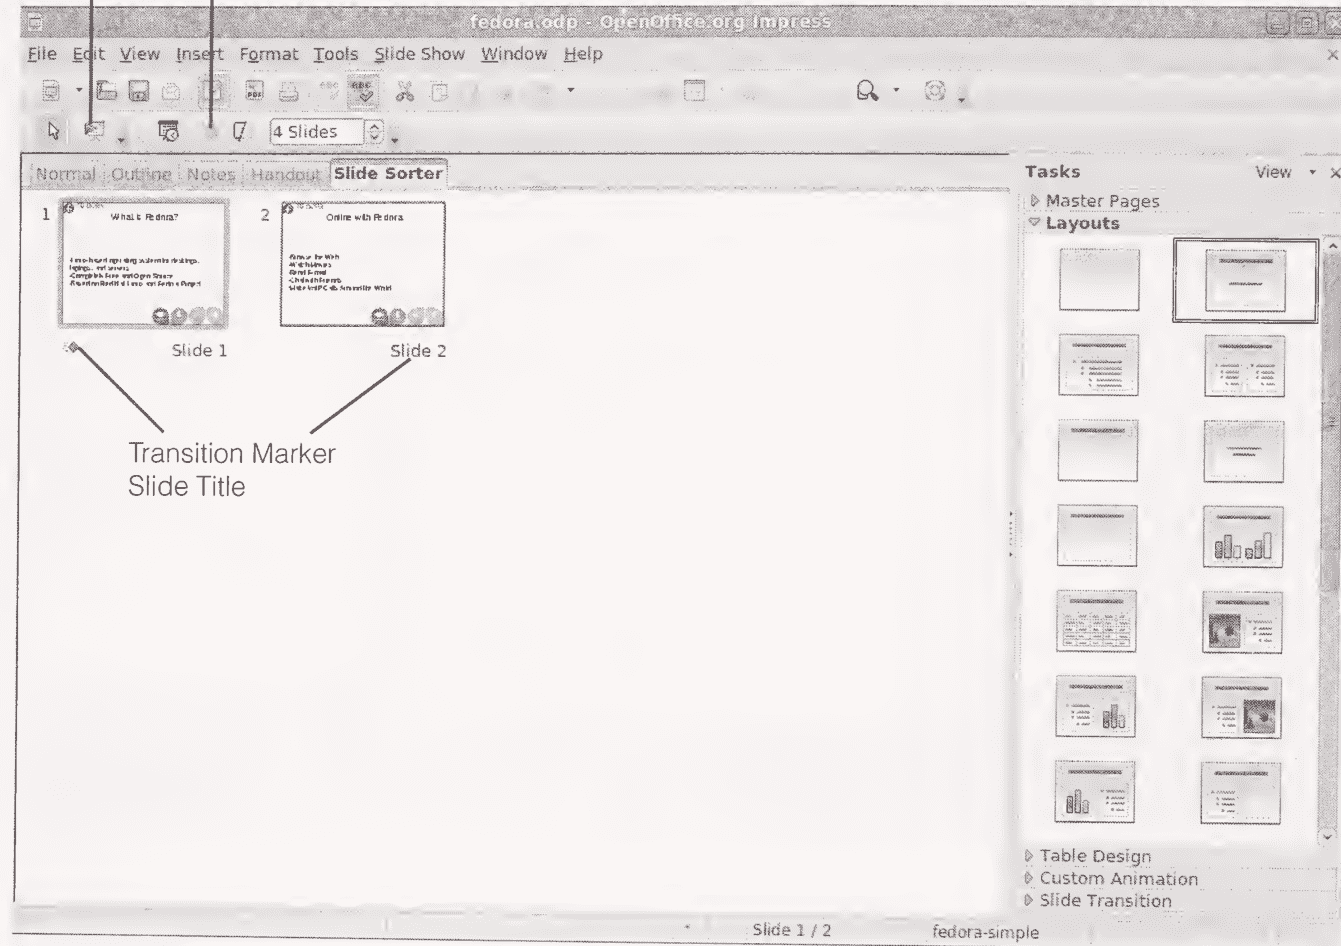 fedora.odp - OpenOffice.org Impress
File Edit View Insert Format Tools Slide Show Window Help
4 Slides
Normal Outline Notes Handout Slide Sorter
Tasks View
Master Pages
Layouts
1 2
What is Fedora? Online with Fedora
Slide 1 Slide 2
Transition Marker
Slide Title
Table Design
Custom Animation
Slide Transition
Slide 1 / 2 fedora-simple